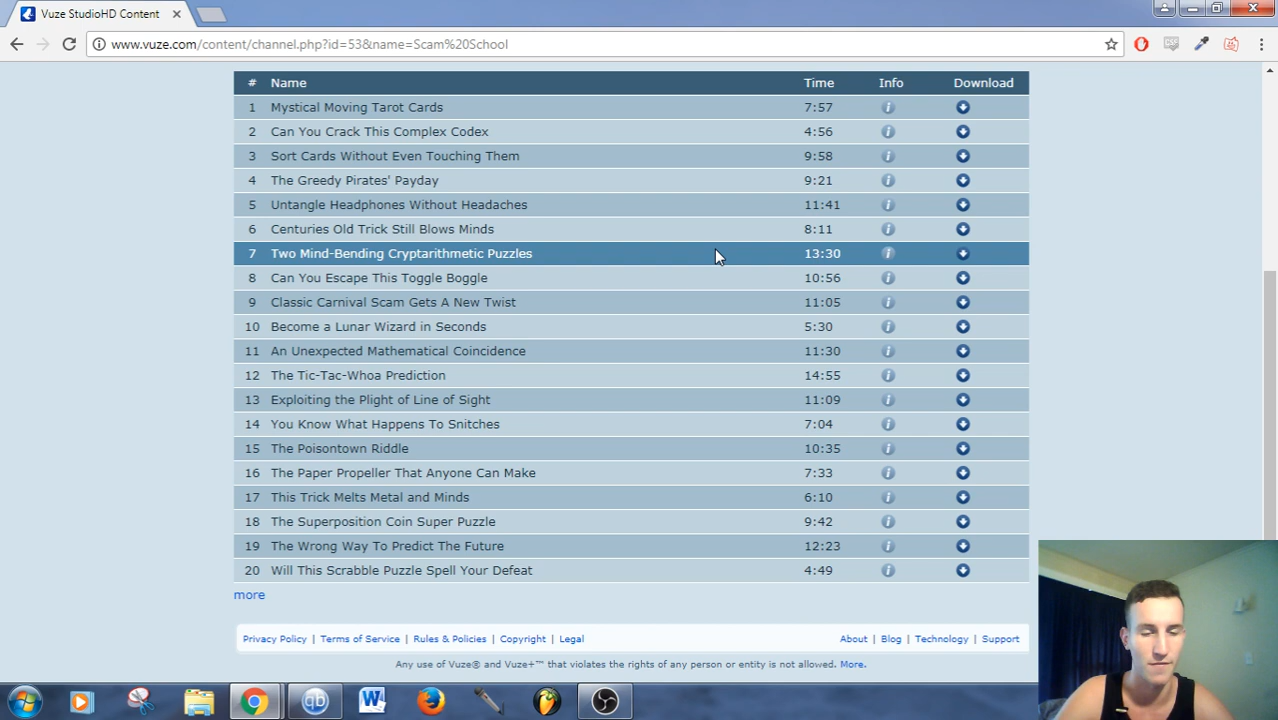 Vuze StudioHD Content
www.vuze.com/content/channel.php?id=53&name=Scam%20School
# Name Time Info Download
1 Mystical Moving Tarot Cards 7:57
2 Can You Crack This Complex Codex 4:56
3 Sort Cards Without Even Touching Them 9:58
4 The Greedy Pirates' Payday 9:21
5 Untangle Headphones Without Headaches 11:41
6 Centuries Old Trick Still Blows Minds 8:11
7 Two Mind-Bending Cryptarithmetic Puzzles 13:30
8 Can You Escape This Toggle Boggle 10:56
9 Classic Carnival Scam Gets A New Twist 11:05
10 Become a Lunar Wizard in Seconds 5:30
11 An Unexpected Mathematical Coincidence 11:30
12 The Tic-Tac-Whoa Prediction 14:55
13 Exploiting the Plight of Line of Sight 11:09
14 You Know What Happens To Snitches 7:04
15 The Poisontown Riddle 10:35
16 The Paper Propeller That Anyone Can Make 7:33
17 This Trick Melts Metal and Minds 6:10
18 The Superposition Coin Super Puzzle 9:42
19 The Wrong Way To Predict The Future 12:23
20 Will This Scrabble Puzzle Spell Your Defeat 4:49
more
Privacy Policy | Terms of Service | Rules & Policies | Copyright | Legal About | Blog | Technology | Support
Any use of Vuze® and Vuze+™ that violates the rights of any person or entity is not allowed. More.
qb W